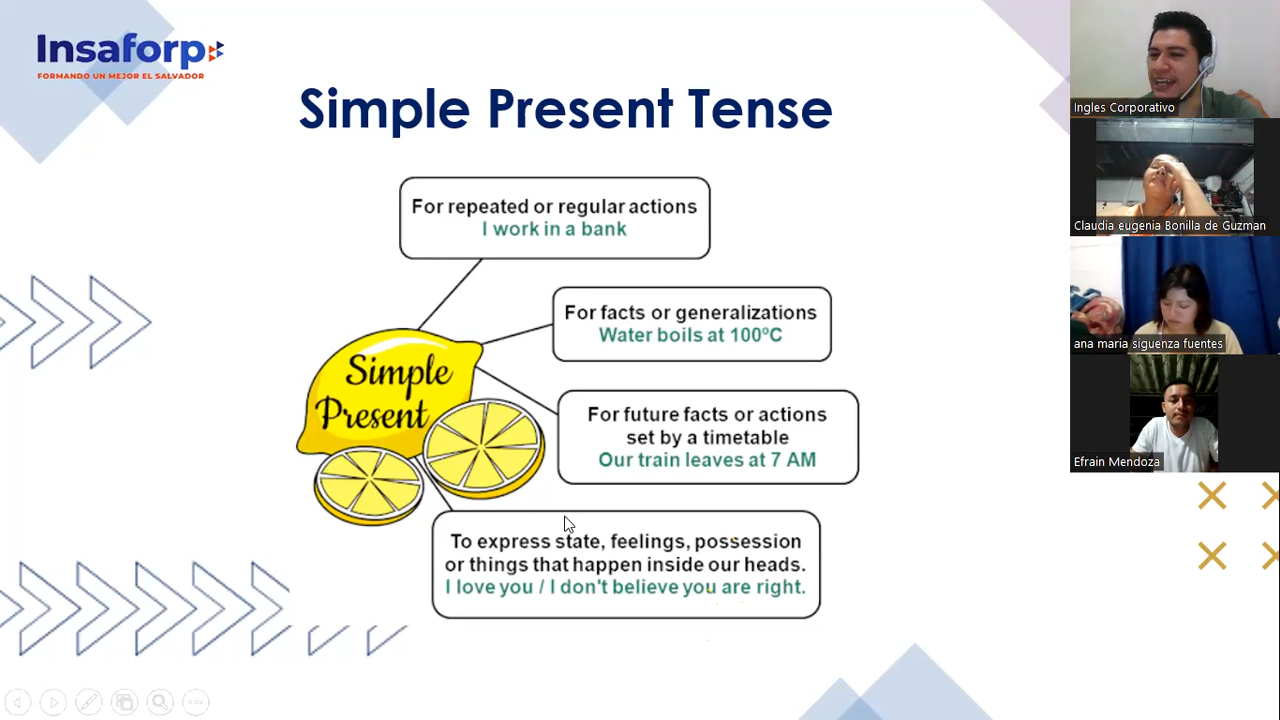 Insaforp
FORMANDO UN MEJOR EL SALVADOR
Simple Present Tense
For repeated or regular actions
I work in a bank
For facts or generalizations
Water boils at 100ºC
Simple
Present
For future facts or actions
set by a timetable
Our train leaves at 7 AM
To express state, feelings, possession
or things that happen inside our heads.
I love you / I don't believe you are right.
Ingles Corporativo
Claudia eugenia Bonilla de Guzman
ana maria siguenza fuentes
Efrain Mendoza